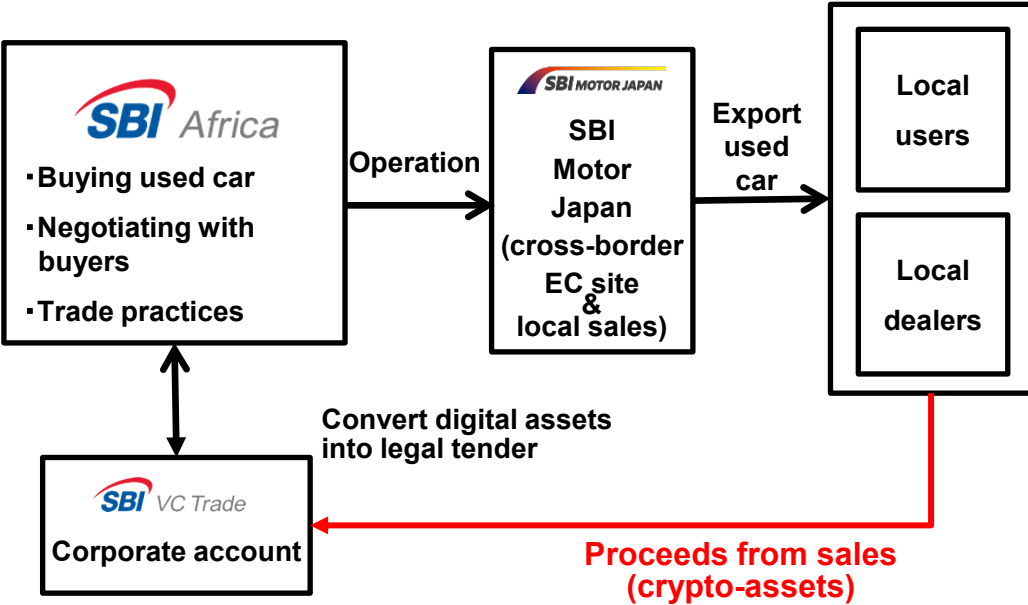 SBI Africa
・Buying used car
・Negotiating with
buyers
・Trade practices
Operation
SBI MOTOR JAPAN
SBI
Motor
Japan
(cross-border
EC site
&
local sales)
Export
used
car
Local
users
Local
dealers
Convert digital assets
into legal tender
SBI VC Trade
Corporate account
Proceeds from sales
(crypto-assets)